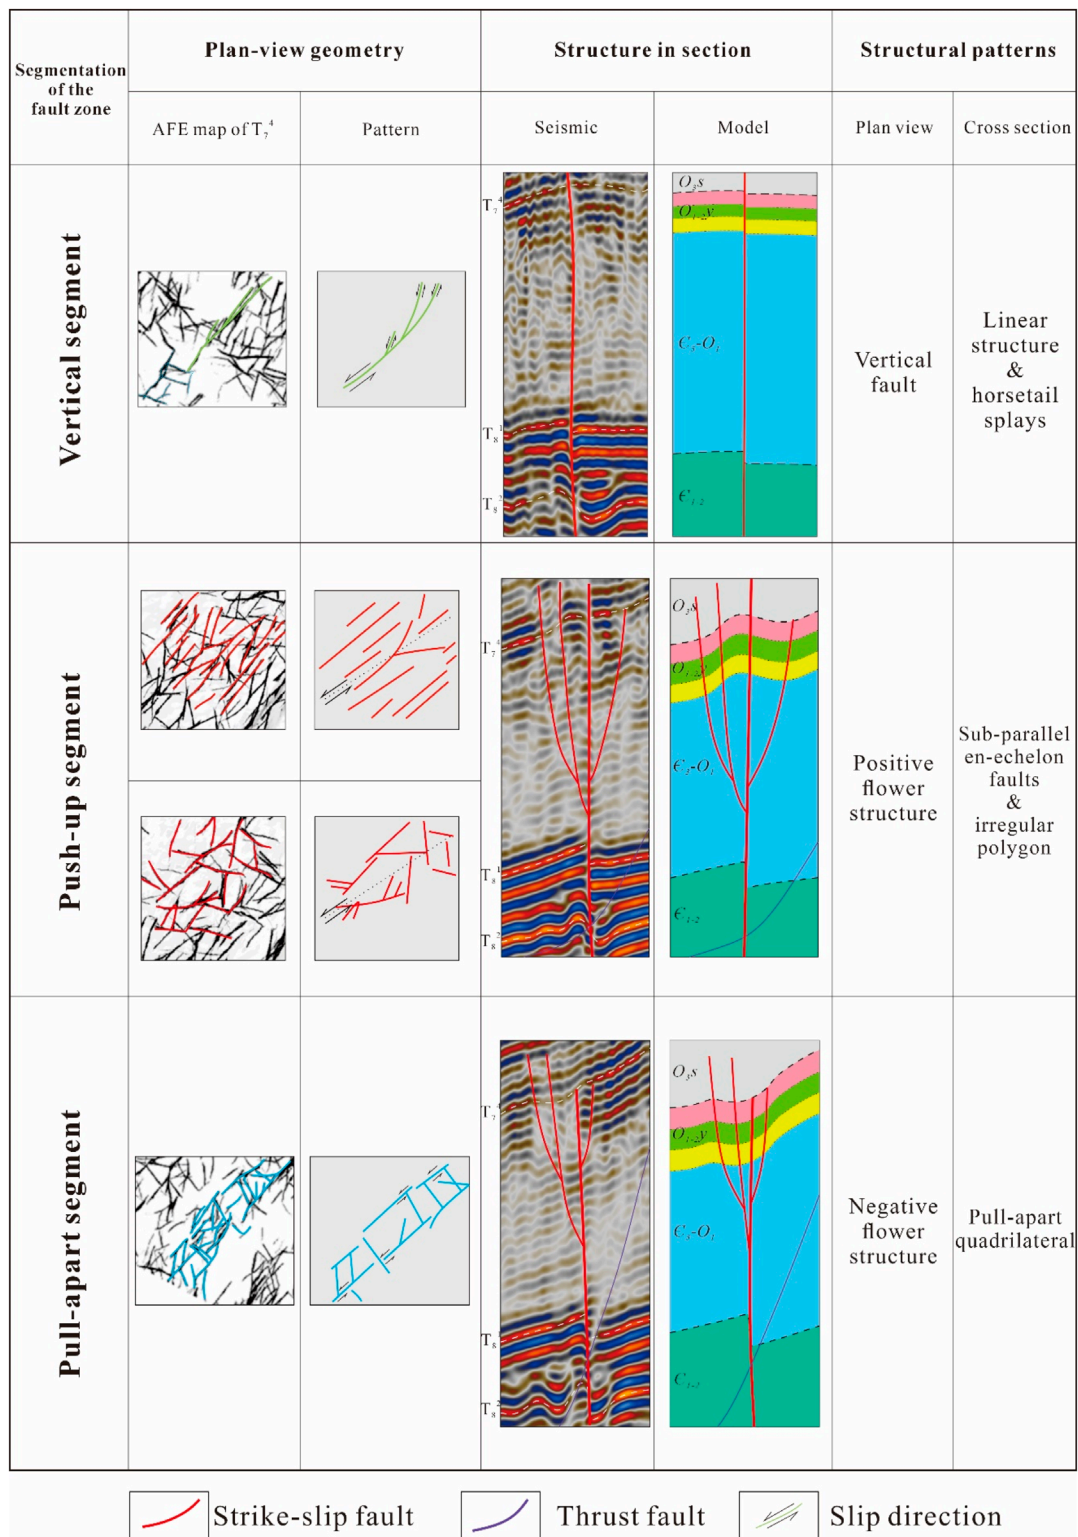 Segmentation
of the
fault zone
Plan-view geometry
Structure in section
Structural patterns
AFE map of T₇⁴
Pattern
Seismic
Model
Plan view
Cross section
Vertical segment
T₇⁴
T₈¹
T₈²
O₃s
O₁₋₂y
Є₃-O₁
Є₁₋₂
Vertical
fault
Linear
structure
&
horsetail
splays
Push-up segment
T₇⁴
T₈¹
T₈²
O₃s
O₁₋₂y
Є₃-O₁
Є₁₋₂
Positive
flower
structure
Sub-parallel
en-echelon
faults
&
irregular
polygon
Pull-apart segment
T₇⁴
T₈¹
T₈²
O₃s
O₁₋₂y
Є₃-O₁
Є₁₋₂
Negative
flower
structure
Pull-apart
quadrilateral
Strike-slip fault
Thrust fault
Slip direction